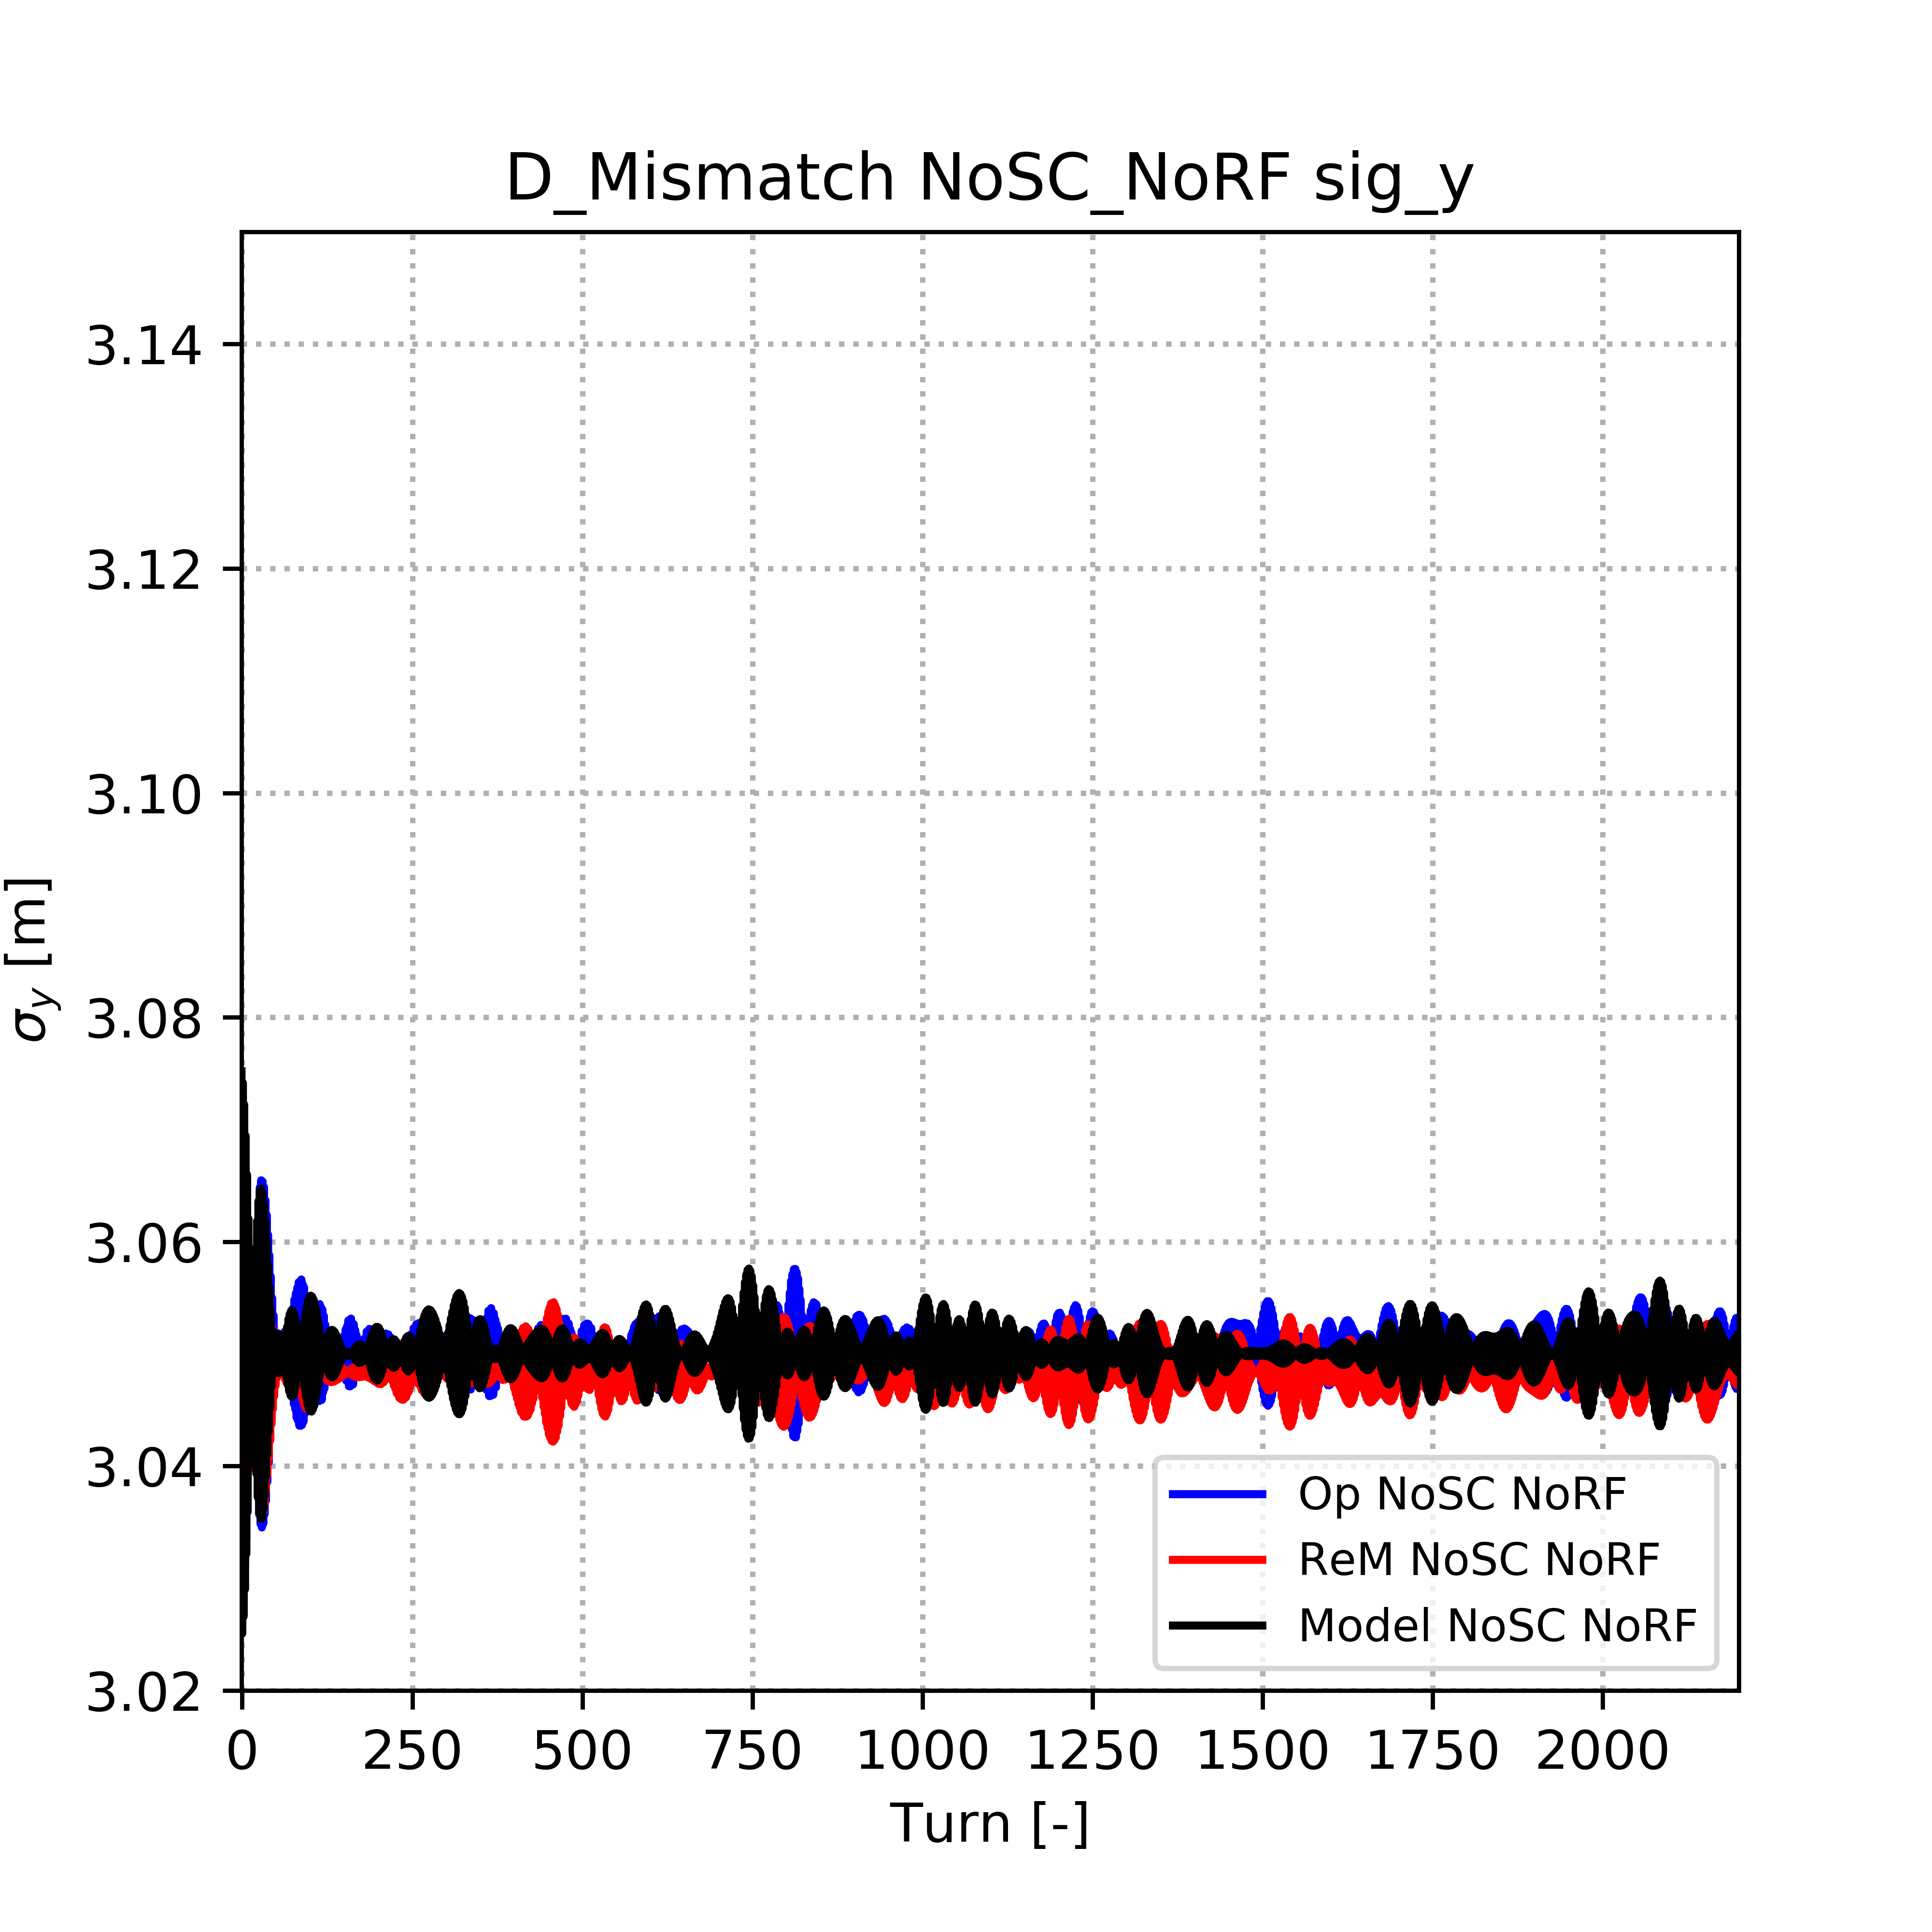 D_Mismatch NoSC_NoRF sig_y
3.14
3.12
3.10
3.08
3.06
3.04
3.02
σy [m]
0 250 500 750 1000 1250 1500 1750 2000
Turn [-]
Op NoSC NoRF
ReM NoSC NoRF
Model NoSC NoRF